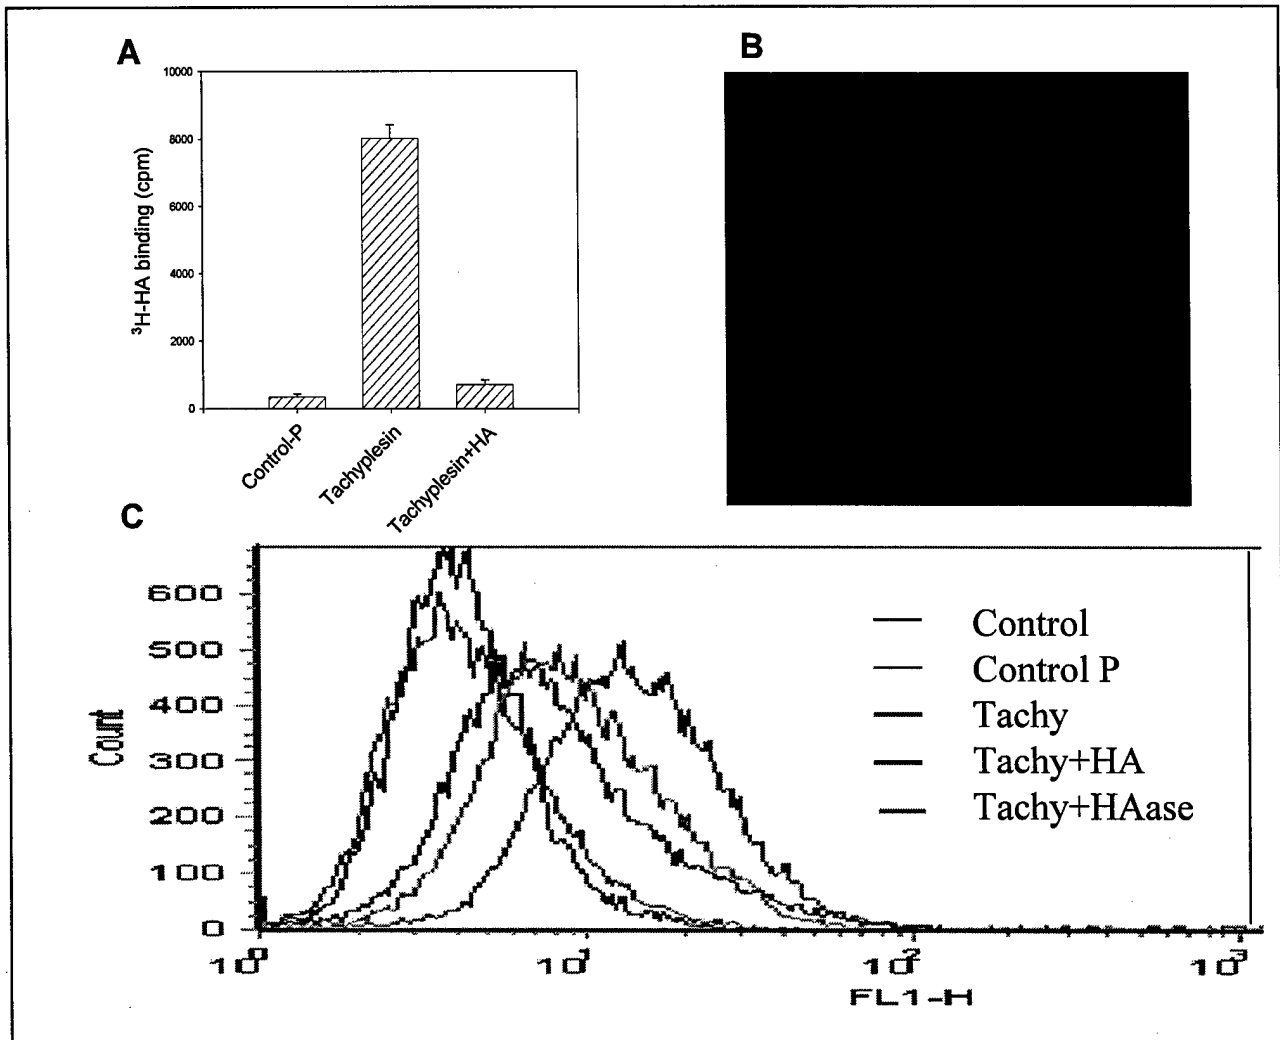 A
B
10000
8000
6000
4000
2000
0
³H-HA binding (cpm)
Control-P
Tachyplesin
Tachyplesin+HA
C
600
500
400
300
200
100
0
Count
Control
Control P
Tachy
Tachy+HA
Tachy+HAase
10⁰
10¹
10²
10³
FL1-H